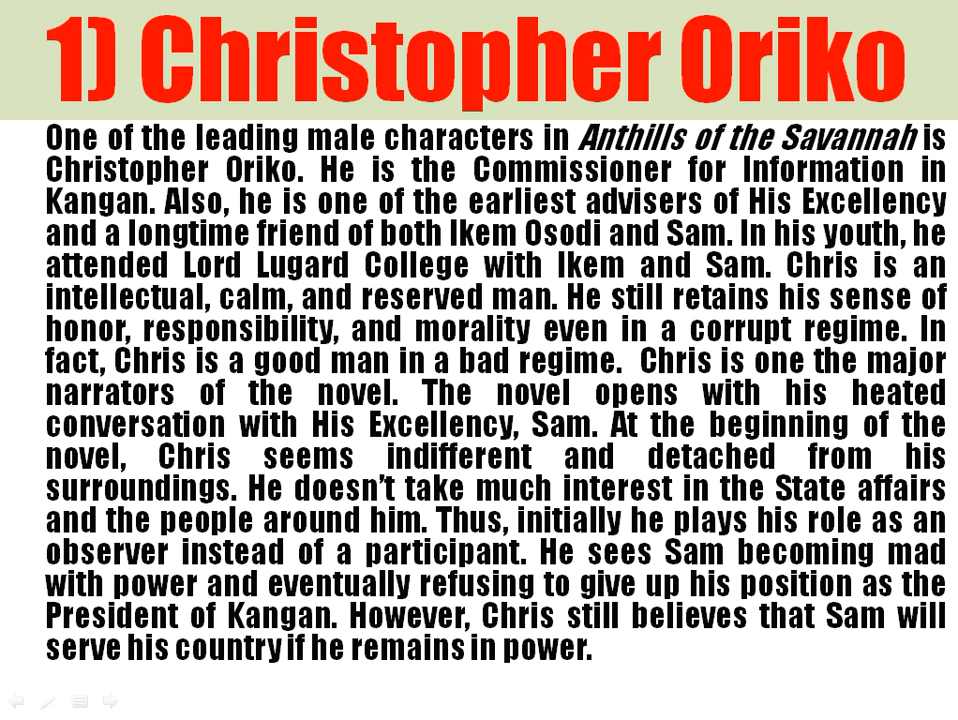 1) Christopher Oriko
One of the leading male characters in Anthills of the Savannah is
Christopher Oriko. He is the Commissioner for Information in
Kangan. Also, he is one of the earliest advisers of His Excellency
and a longtime friend of both Ikem Osodi and Sam. In his youth, he
attended Lord Lugard College with Ikem and Sam. Chris is an
intellectual, calm, and reserved man. He still retains his sense of
honor, responsibility, and morality even in a corrupt regime. In
fact, Chris is a good man in a bad regime.  Chris is one the major
narrators of the novel. The novel opens with his heated
conversation with His Excellency, Sam. At the beginning of the
novel, Chris seems indifferent and detached from his
surroundings. He doesn’t take much interest in the State affairs
and the people around him. Thus, initially he plays his role as an
observer instead of a participant. He sees Sam becoming mad
with power and eventually refusing to give up his position as the
President of Kangan. However, Chris still believes that Sam will
serve his country if he remains in power.